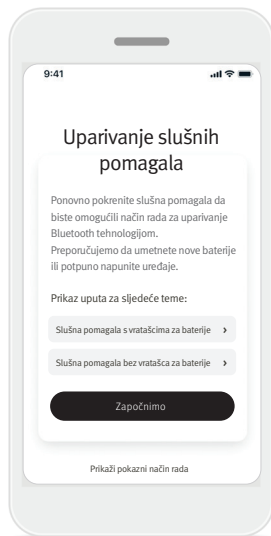 9:41
Uparivanje slušnih
pomagala
Ponovno pokrenite slušna pomagala da
biste omogućili način rada za uparivanje
Bluetooth tehnologijom.
Preporučujemo da umetnete nove baterije
ili potpuno napunite uređaje.
Prikaz uputa za sljedeće teme:
Slušna pomagala s vratašcima za baterije
Slušna pomagala bez vratašca za baterije
Započnimo
Prikaži pokazni način rada